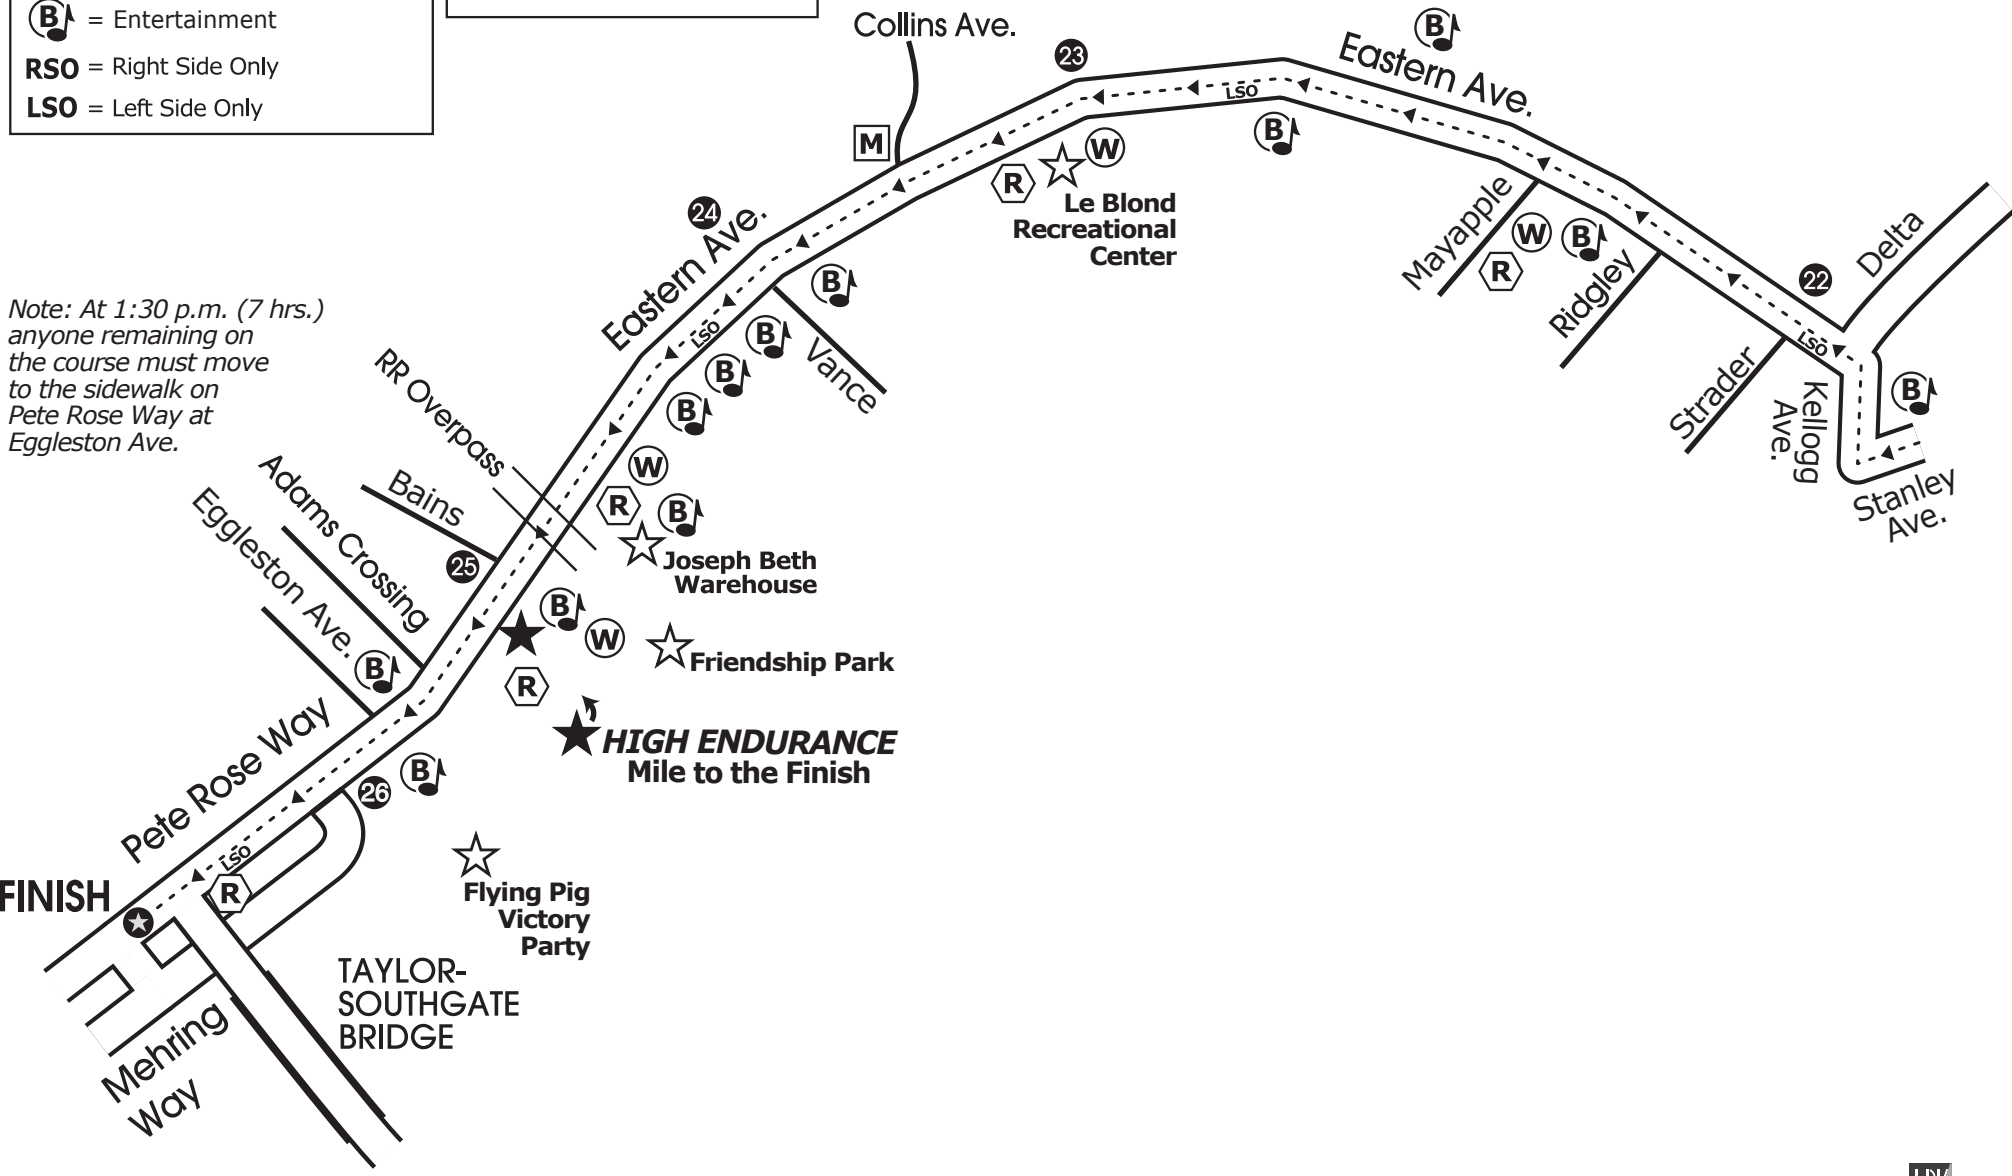 B = Entertainment
RSO = Right Side Only
LSO = Left Side Only
Collins Ave.
23
B
Eastern Ave.
LSO
B
M
R
W
Le Blond
Recreational
Center
24
Eastern Ave.
Mayapple
W
B
R
Ridgley
22
Delta
LSO
Strader
Kellogg
Ave.
B
Stanley
Ave.
Note: At 1:30 p.m. (7 hrs.)
anyone remaining on
the course must move
to the sidewalk on
Pete Rose Way at
Eggleston Ave.
B
LSO
B
Vance
B
B
RR Overpass
W
R
B
Joseph Beth
Warehouse
Bains
Adams Crossing
Eggleston Ave.
25
B
W
Friendship Park
B
R
HIGH ENDURANCE
Mile to the Finish
Pete Rose Way
26
B
LSO
R
FINISH
Flying Pig
Victory
Party
TAYLOR-
SOUTHGATE
BRIDGE
Mehring
Way